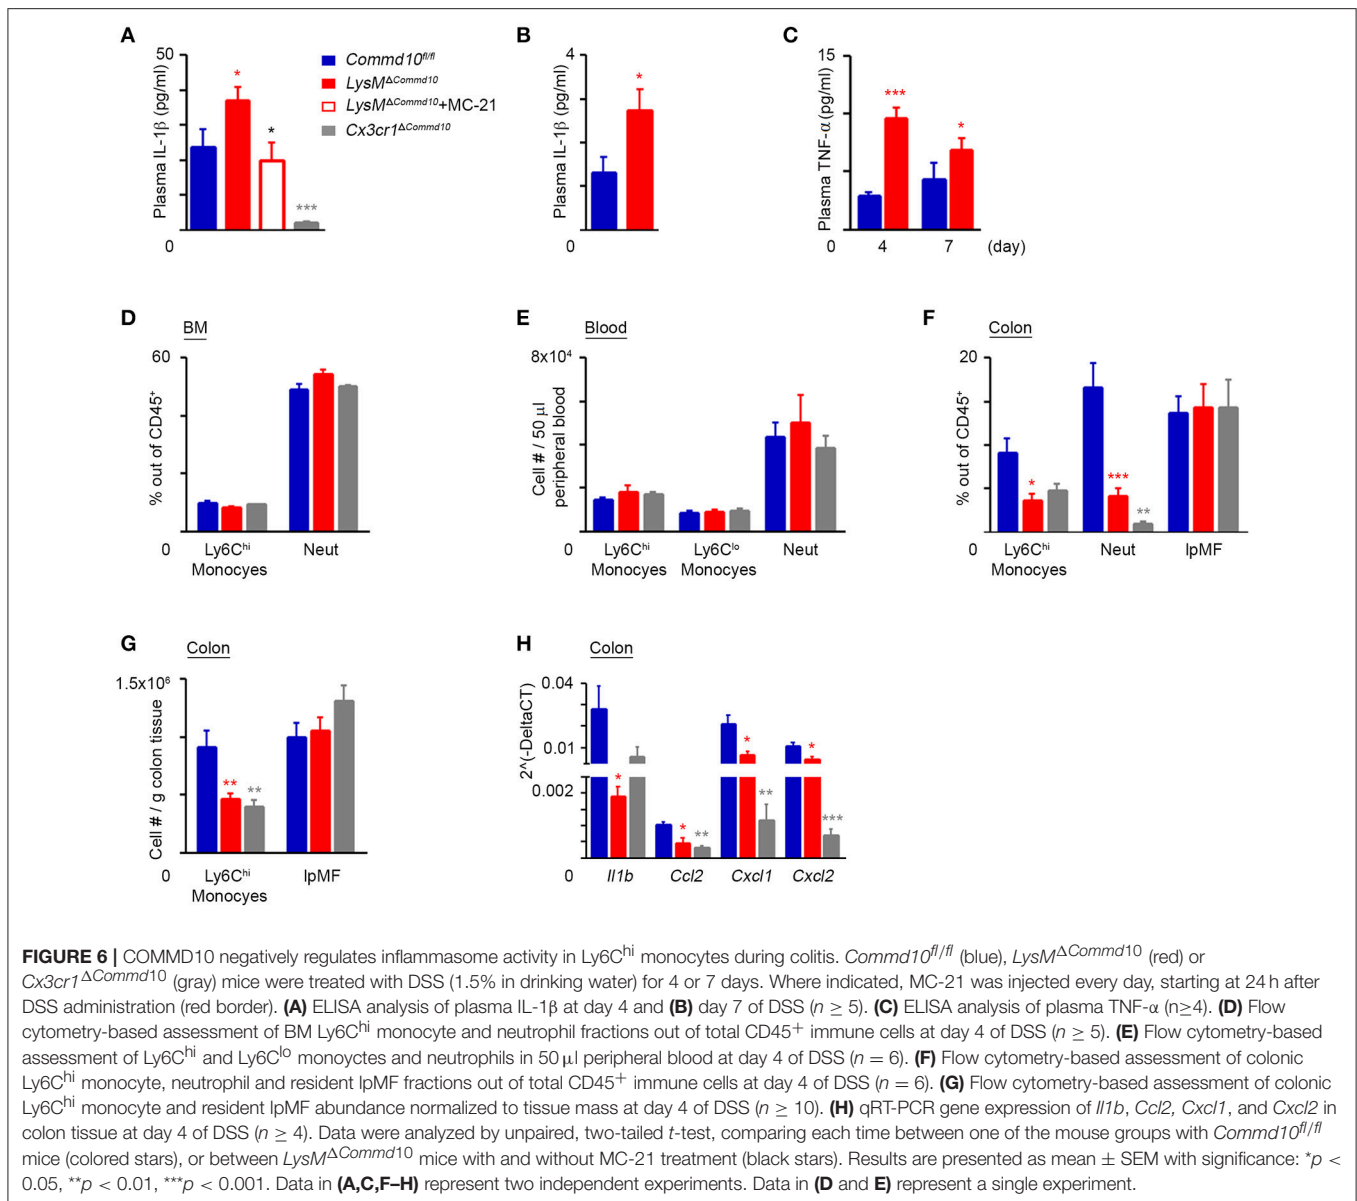 A
B
C
50
Plasma IL-1β (pg/ml)
0
*
*
***
Commd10fl/fl
LysMΔCommd10
LysMΔCommd10+MC-21
Cx3cr1ΔCommd10
4
Plasma IL-1β (pg/ml)
0
*
15
Plasma TNF-α (pg/ml)
0
***
*
4 7 (day)
D
BM
60
% out of CD45+
0
Ly6Chi Neut
Monocyes
E
Blood
8x10⁴
Cell # / 50 μl
peripheral blood
0
Ly6Chi Ly6Clo Neut
Monocyes Monocyes
F
Colon
20
% out of CD45+
0
* *** **
Ly6Chi Neut lpMF
Monocyes
G
Colon
1.5x10⁶
Cell # / g colon tissue
0
** **
Ly6Chi lpMF
Monocyes
H
Colon
0.04
0.01
0.002
0
2^(-DeltaCT)
* * ** * ** * ***
Il1b Ccl2 Cxcl1 Cxcl2
FIGURE 6 | COMMD10 negatively regulates inflammasome activity in Ly6Chi monocytes during colitis. Commd10fl/fl (blue), LysMΔCommd10 (red) or
Cx3cr1ΔCommd10 (gray) mice were treated with DSS (1.5% in drinking water) for 4 or 7 days. Where indicated, MC-21 was injected every day, starting at 24 h after
DSS administration (red border). (A) ELISA analysis of plasma IL-1β at day 4 and (B) day 7 of DSS (n ≥ 5). (C) ELISA analysis of plasma TNF-α (n≥4). (D) Flow
cytometry-based assessment of BM Ly6Chi monocyte and neutrophil fractions out of total CD45+ immune cells at day 4 of DSS (n ≥ 5). (E) Flow cytometry-based
assessment of Ly6Chi and Ly6Clo monoyctes and neutrophils in 50 μl peripheral blood at day 4 of DSS (n = 6). (F) Flow cytometry-based assessment of colonic
Ly6Chi monocyte, neutrophil and resident lpMF fractions out of total CD45+ immune cells at day 4 of DSS (n = 6). (G) Flow cytometry-based assessment of colonic
Ly6Chi monocyte and resident lpMF abundance normalized to tissue mass at day 4 of DSS (n ≥ 10). (H) qRT-PCR gene expression of Il1b, Ccl2, Cxcl1, and Cxcl2 in
colon tissue at day 4 of DSS (n ≥ 4). Data were analyzed by unpaired, two-tailed t-test, comparing each time between one of the mouse groups with Commd10fl/fl
mice (colored stars), or between LysMΔCommd10 mice with and without MC-21 treatment (black stars). Results are presented as mean ± SEM with significance: *p <
0.05, **p < 0.01, ***p < 0.001. Data in (A,C,F–H) represent two independent experiments. Data in (D and E) represent a single experiment.